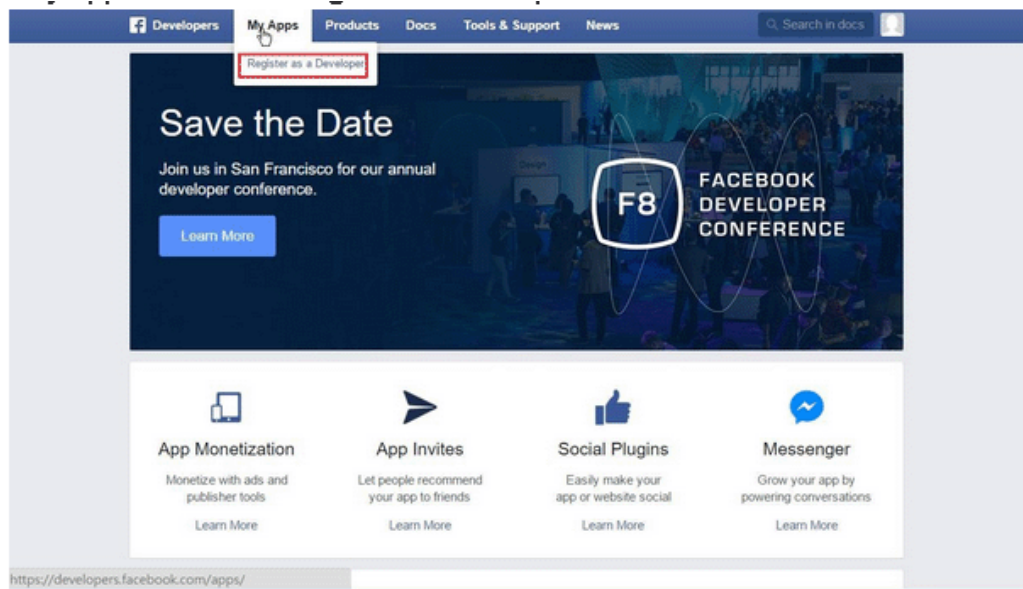 Developers My Apps Products Docs Tools & Support News Search in docs
Register as a Developer
Save the Date
Join us in San Francisco for our annual
developer conference.
Learn More
Design
F8
FACEBOOK
DEVELOPER
CONFERENCE
App Monetization App Invites Social Plugins Messenger
Monetize with ads and Let people recommend Easily make your Grow your app by
publisher tools your app to friends app or website social powering conversations
Learn More Learn More Learn More Learn More
https://developers.facebook.com/apps/